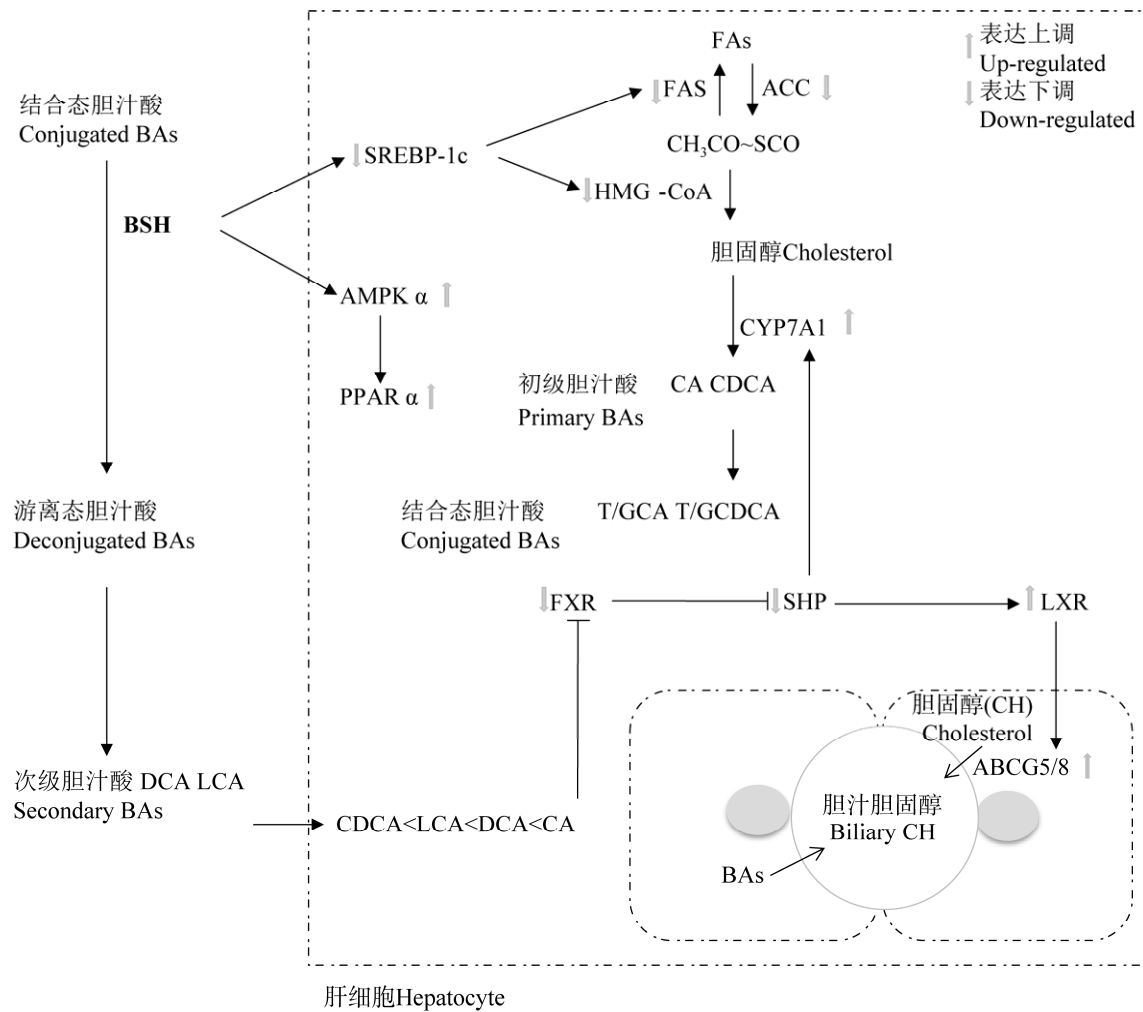 FAs
表达上调
Up-regulated
表达下调
Down-regulated
FAS
ACC
结合态胆汁酸
Conjugated BAs
CH₃CO~SCO
SREBP-1c
HMG -CoA
BSH
胆固醇Cholesterol
AMPK α
CYP7A1
初级胆汁酸
Primary BAs
CA CDCA
PPAR α
游离态胆汁酸
Deconjugated BAs
结合态胆汁酸
Conjugated BAs
T/GCA T/GCDCA
FXR
SHP
LXR
胆固醇(CH)
Cholesterol
ABCG5/8
次级胆汁酸 DCA LCA
Secondary BAs
胆汁胆固醇
Biliary CH
CDCA<LCA<DCA<CA
BAs
肝细胞Hepatocyte